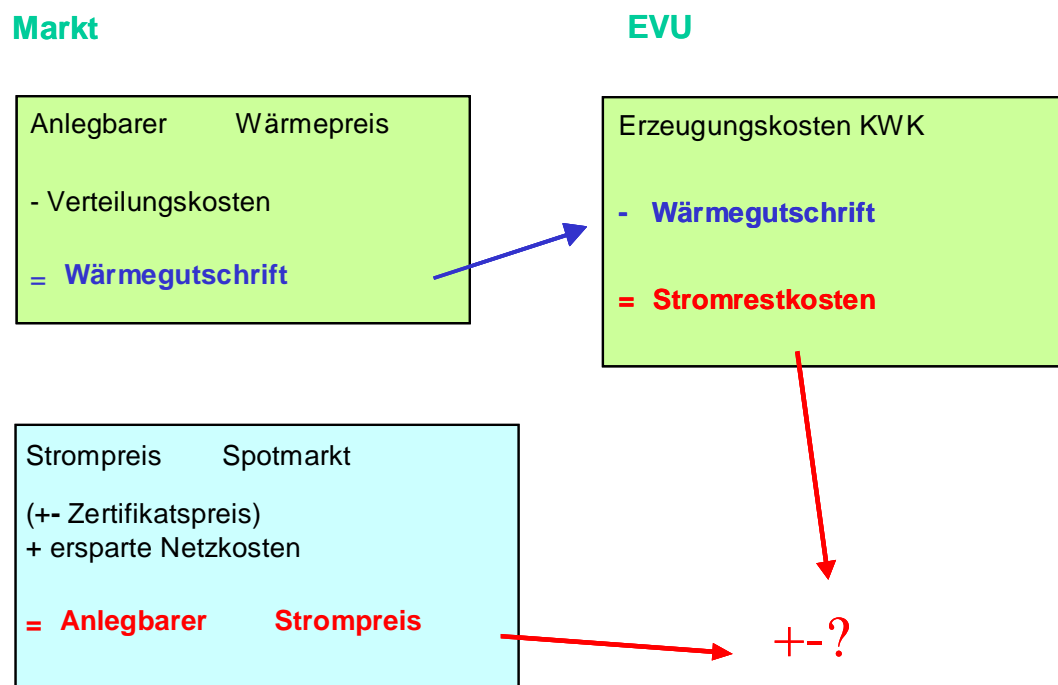 Markt
EVU
Anlegbarer Wärmepreis
- Verteilungskosten
= Wärmegutschrift
Erzeugungskosten KWK
- Wärmegutschrift
= Stromrestkosten
Strompreis Spotmarkt
(+- Zertifikatspreis)
+ ersparte Netzkosten
= Anlegbarer Strompreis
+-?